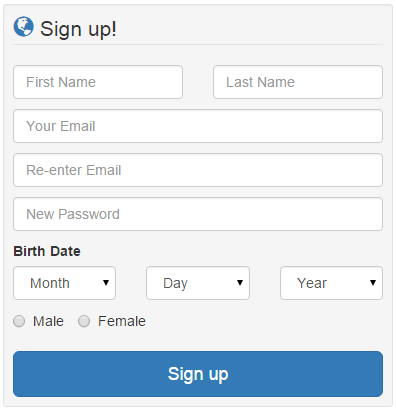 Sign up!
First Name Last Name
Your Email
Re-enter Email
New Password
Birth Date
Month Day Year
Male Female
Sign up